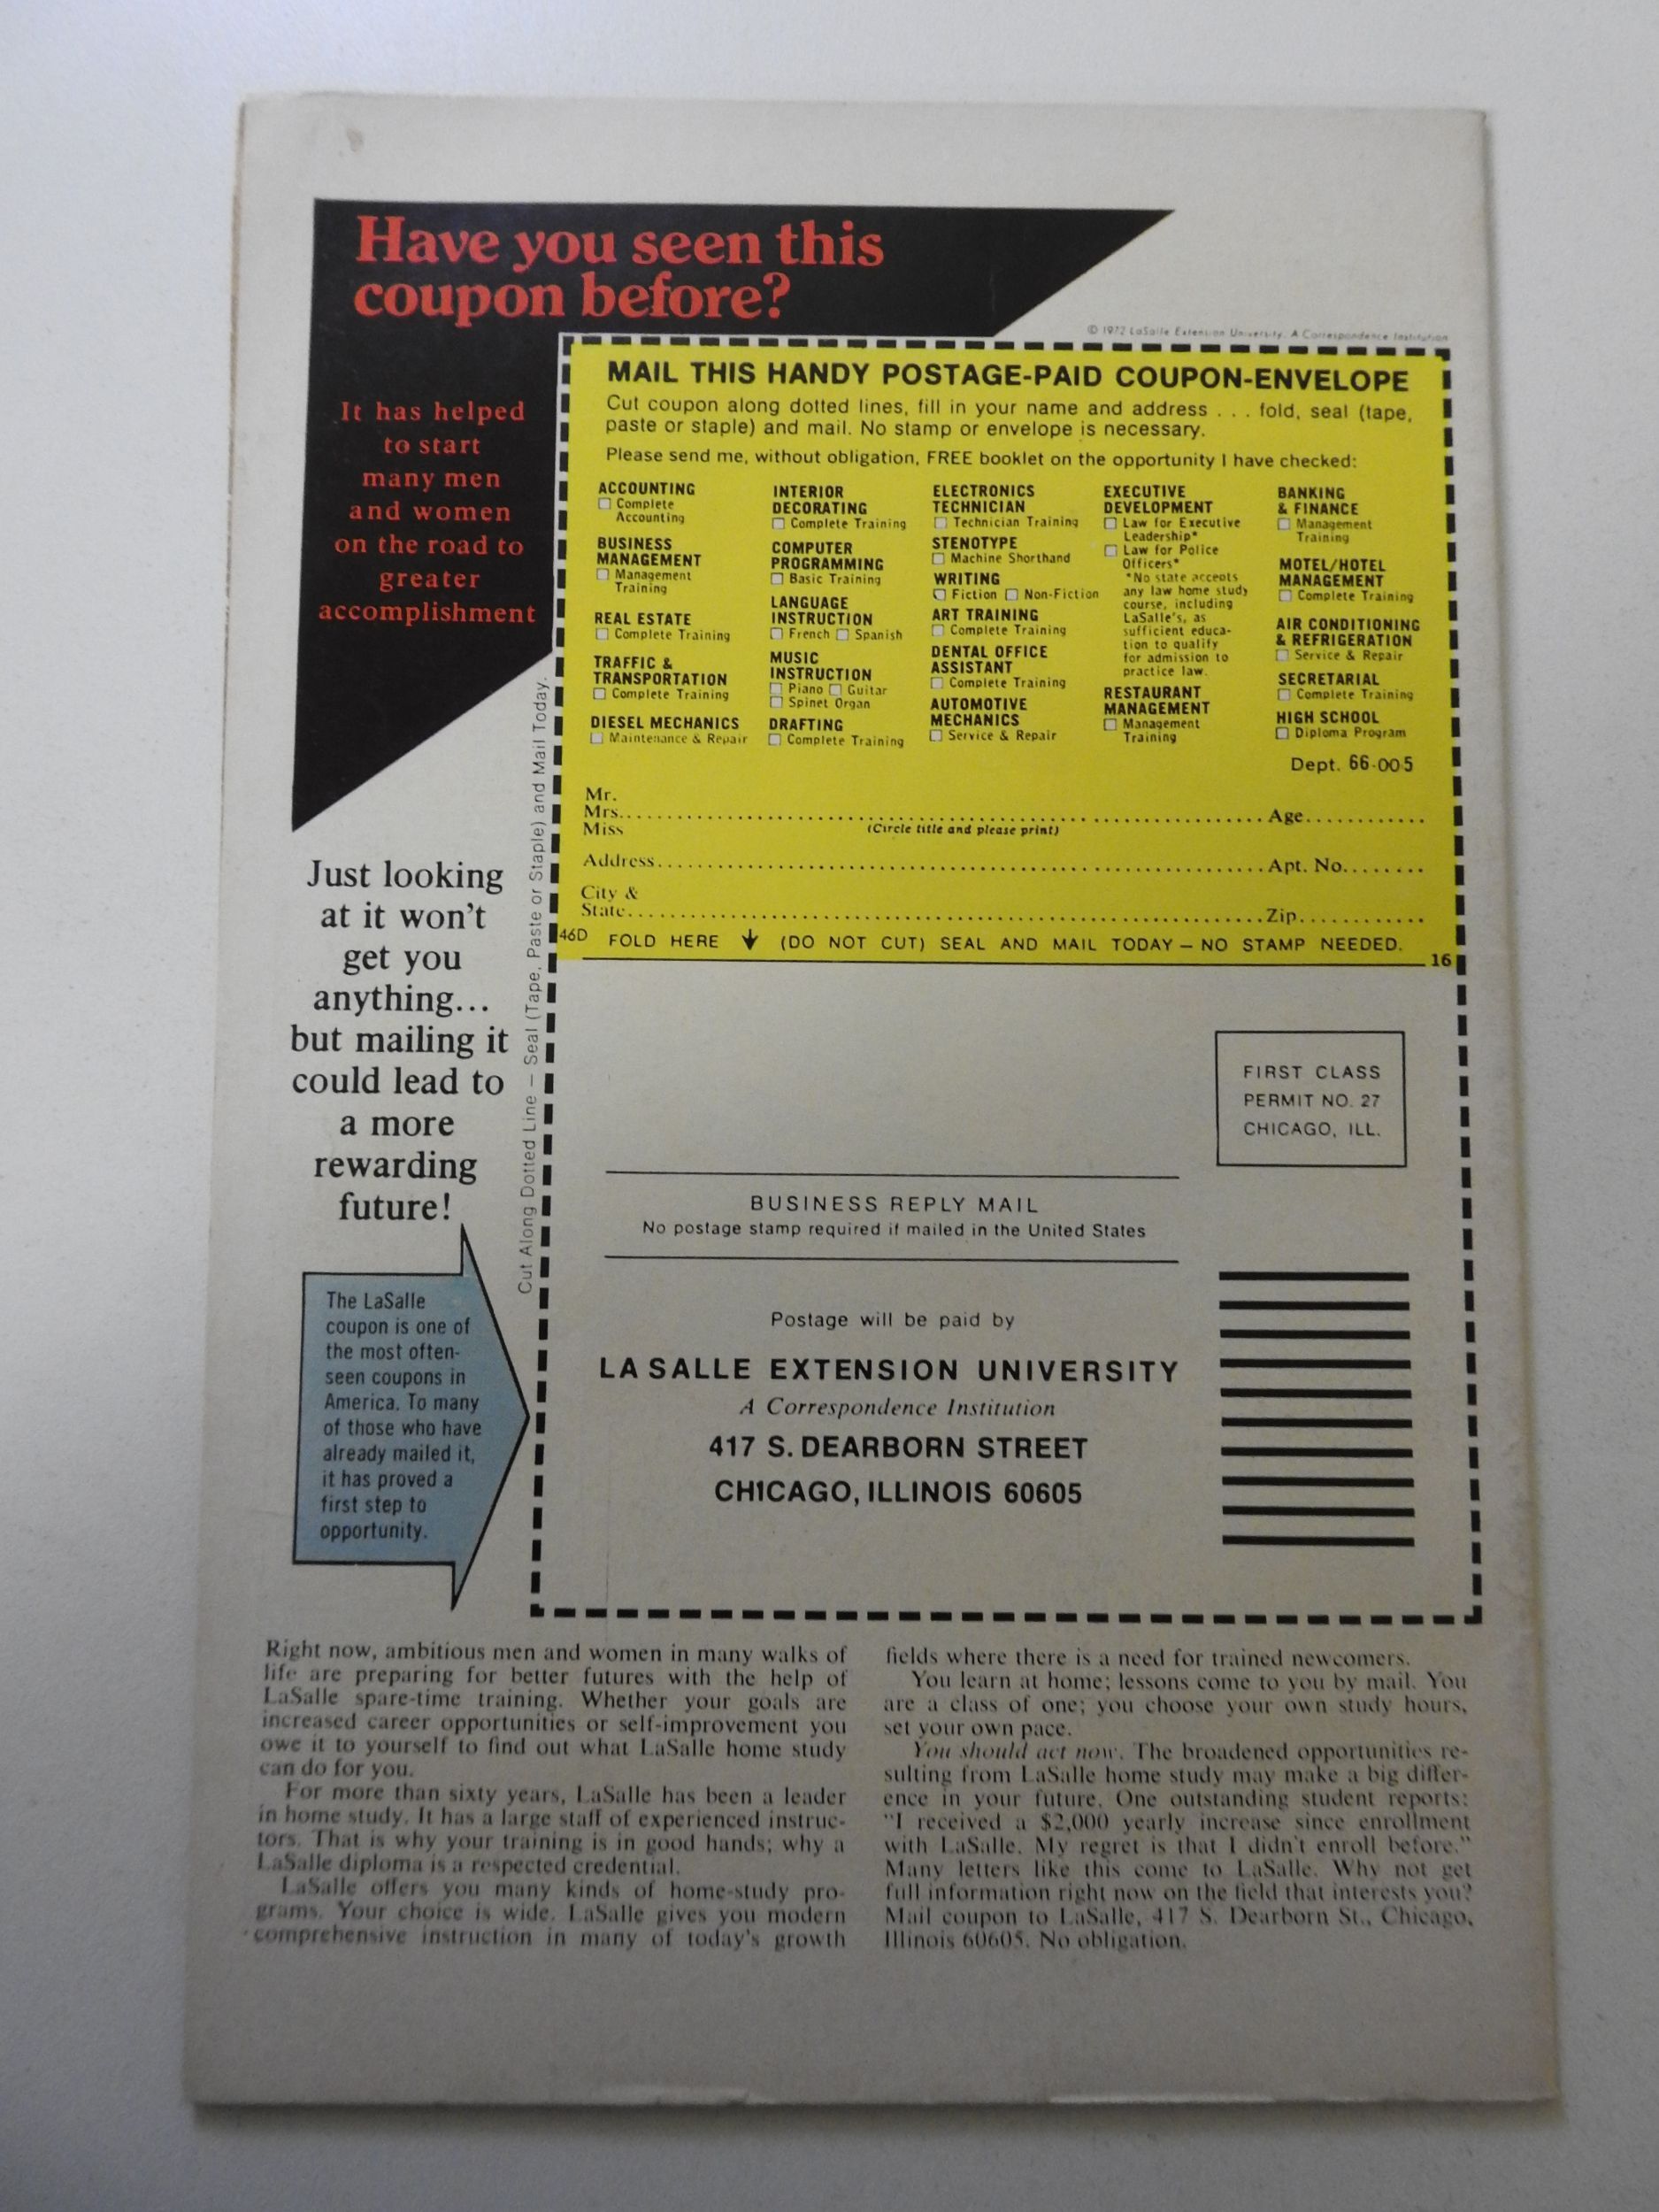 Have you seen this
coupon before?
It has helped
to start
many men
and women
on the road to
greater
accomplishment
© 1972 LaSalle Extension University, A Correspondence Institution
MAIL THIS HANDY POSTAGE-PAID COUPON-ENVELOPE
Cut coupon along dotted lines, fill in your name and address . . . fold, seal (tape,
paste or staple) and mail. No stamp or envelope is necessary.
Please send me, without obligation, FREE booklet on the opportunity I have checked:
ACCOUNTING
Complete
Accounting
BUSINESS
MANAGEMENT
Management
Training
REAL ESTATE
Complete Training
TRAFFIC &
TRANSPORTATION
Complete Training
DIESEL MECHANICS
Maintenance & Repair
INTERIOR
DECORATING
Complete Training
COMPUTER
PROGRAMMING
Basic Training
LANGUAGE
INSTRUCTION
French Spanish
MUSIC
INSTRUCTION
Piano Guitar
Spinet Organ
DRAFTING
Complete Training
ELECTRONICS
TECHNICIAN
Technician Training
STENOTYPE
Machine Shorthand
WRITING
Fiction Non-Fiction
ART TRAINING
Complete Training
DENTAL OFFICE
ASSISTANT
Complete Training
AUTOMOTIVE
MECHANICS
Service & Repair
EXECUTIVE
DEVELOPMENT
Law for Executive
Leadership*
Law for Police
Officers*
*No state accepts
any law home study
course, including
LaSalle's, as
sufficient educa-
tion to qualify
for admission to
practice law.
RESTAURANT
MANAGEMENT
Management
Training
BANKING
& FINANCE
Management
Training
MOTEL/HOTEL
MANAGEMENT
Complete Training
AIR CONDITIONING
& REFRIGERATION
Service & Repair
SECRETARIAL
Complete Training
HIGH SCHOOL
Diploma Program
Dept. 66-005
Mr.
Mrs. Age
Miss (Circle title and please print)
Address Apt. No.
City &
State Zip
46D FOLD HERE (DO NOT CUT) SEAL AND MAIL TODAY — NO STAMP NEEDED.
16
Cut Along Dotted Line — Seal (Tape, Paste or Staple) and Mail Today.
Just looking
at it won't
get you
anything...
but mailing it
could lead to
a more
rewarding
future!
The LaSalle
coupon is one of
the most often-
seen coupons in
America. To many
of those who have
already mailed it,
it has proved a
first step to
opportunity.
FIRST CLASS
PERMIT NO. 27
CHICAGO, ILL.
BUSINESS REPLY MAIL
No postage stamp required if mailed in the United States
Postage will be paid by
LA SALLE EXTENSION UNIVERSITY
A Correspondence Institution
417 S. DEARBORN STREET
CHICAGO, ILLINOIS 60605
Right now, ambitious men and women in many walks of
life are preparing for better futures with the help of
LaSalle spare-time training. Whether your goals are
increased career opportunities or self-improvement you
owe it to yourself to find out what LaSalle home study
can do for you.
For more than sixty years, LaSalle has been a leader
in home study. It has a large staff of experienced instruc-
tors. That is why your training is in good hands; why a
LaSalle diploma is a respected credential.
LaSalle offers you many kinds of home-study pro-
grams. Your choice is wide. LaSalle gives you modern
comprehensive instruction in many of today's growth
fields where there is a need for trained newcomers.
You learn at home; lessons come to you by mail. You
are a class of one; you choose your own study hours,
set your own pace.
You should act now. The broadened opportunities re-
sulting from LaSalle home study may make a big differ-
ence in your future. One outstanding student reports:
"I received a $2,000 yearly increase since enrollment
with LaSalle. My regret is that I didn't enroll before."
Many letters like this come to LaSalle. Why not get
full information right now on the field that interests you?
Mail coupon to LaSalle, 417 S. Dearborn St., Chicago,
Illinois 60605. No obligation.